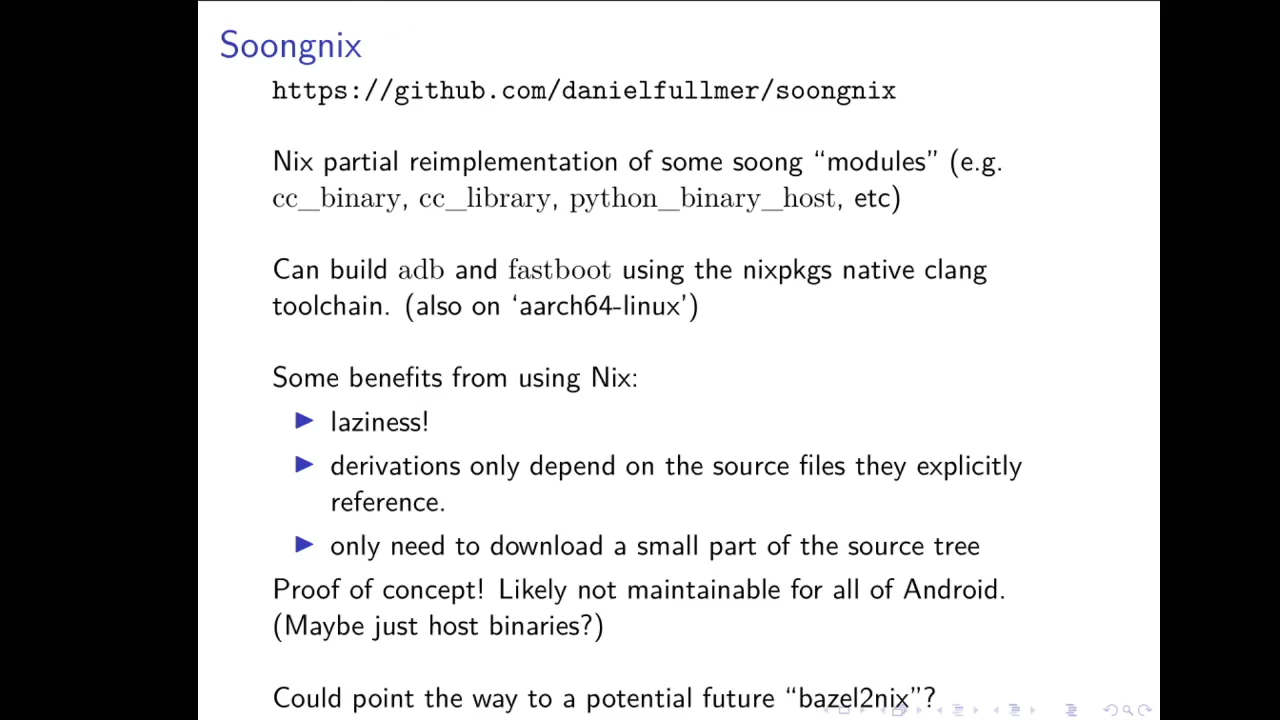 Soongnix
https://github.com/danielfullmer/soongnix
Nix partial reimplementation of some soong “modules” (e.g.
cc_binary, cc_library, python_binary_host, etc)
Can build adb and fastboot using the nixpkgs native clang
toolchain. (also on ‘aarch64-linux’)
Some benefits from using Nix:
laziness!
derivations only depend on the source files they explicitly
reference.
only need to download a small part of the source tree
Proof of concept! Likely not maintainable for all of Android.
(Maybe just host binaries?)
Could point the way to a potential future “bazel2nix”?